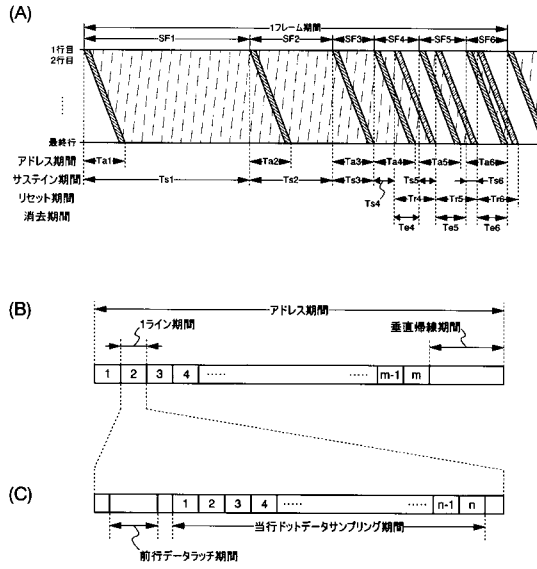 (A)
1フレーム期間
SF1 SF2 SF3 SF4 SF5 SF6
1行目
2行目
最終行
アドレス期間 Ta1 Ta2 Ta3 Ta4 Ta5 Ta6
サステイン期間 Ts1 Ts2 Ts3 Ts5 Ts6
リセット期間 Ts4 Tr4 Tr5 Tr6
消去期間 Te4 Te5 Te6
(B)
アドレス期間
1ライン期間 垂直帰線期間
1 2 3 4 ····· ····· m-1 m
(C)
1 2 3 4 ····· ····· n-1 n
当行ドットデータサンプリング期間
前行データラッチ期間